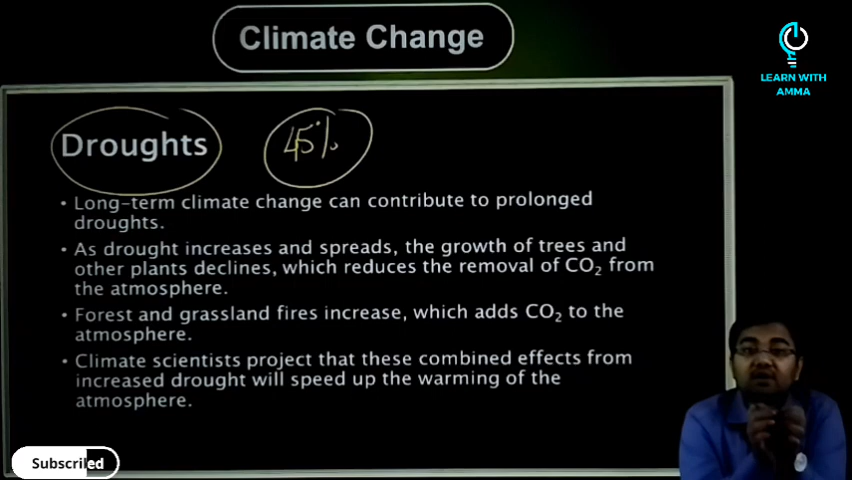 Climate Change
LEARN WITH
AMMA
Droughts 45%
• Long-term climate change can contribute to prolonged
droughts.
• As drought increases and spreads, the growth of trees and
other plants declines, which reduces the removal of CO₂ from
the atmosphere.
• Forest and grassland fires increase, which adds CO₂ to the
atmosphere.
• Climate scientists project that these combined effects from
increased drought will speed up the warming of the
atmosphere.
Subscribed